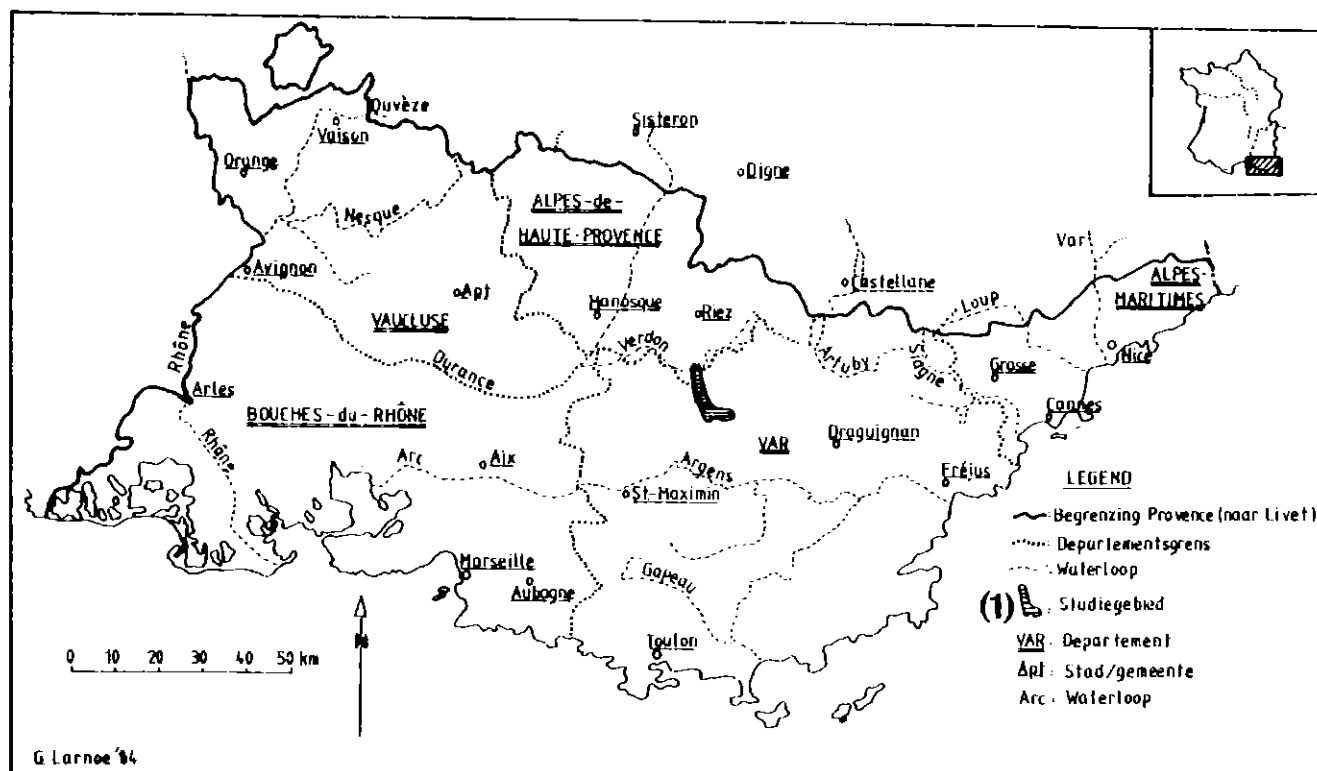 Ouvèze
Vaison
Sisteron
Orange
Digne
Nesque
ALPES-de-
HAUTE-PROVENCE
Var
Avignon
Castellane
ALPES-
MARITIMES
Apt
Manosque
Riez
Loup
VAUCLUSE
Verdon
Artuby
Siagne
Nice
Rhône
Durance
Grasse
Arles
Cannes
BOUCHES-du-RHÔNE
Rhône
VAR
Draguignan
Arc
Aix
Argens
Fréjus
St-Maximin
LEGEND
Begrenzing Provence (naar Livet)
Departementsgrens
Waterloop
Marseille
Gapeau
Aubagne
(1) : Studiegebied
Toulon
VAR : Departement
0 10 20 30 40 50 km
Apt : Stad/gemeente
Arc : Waterloop
G Larnoe '84